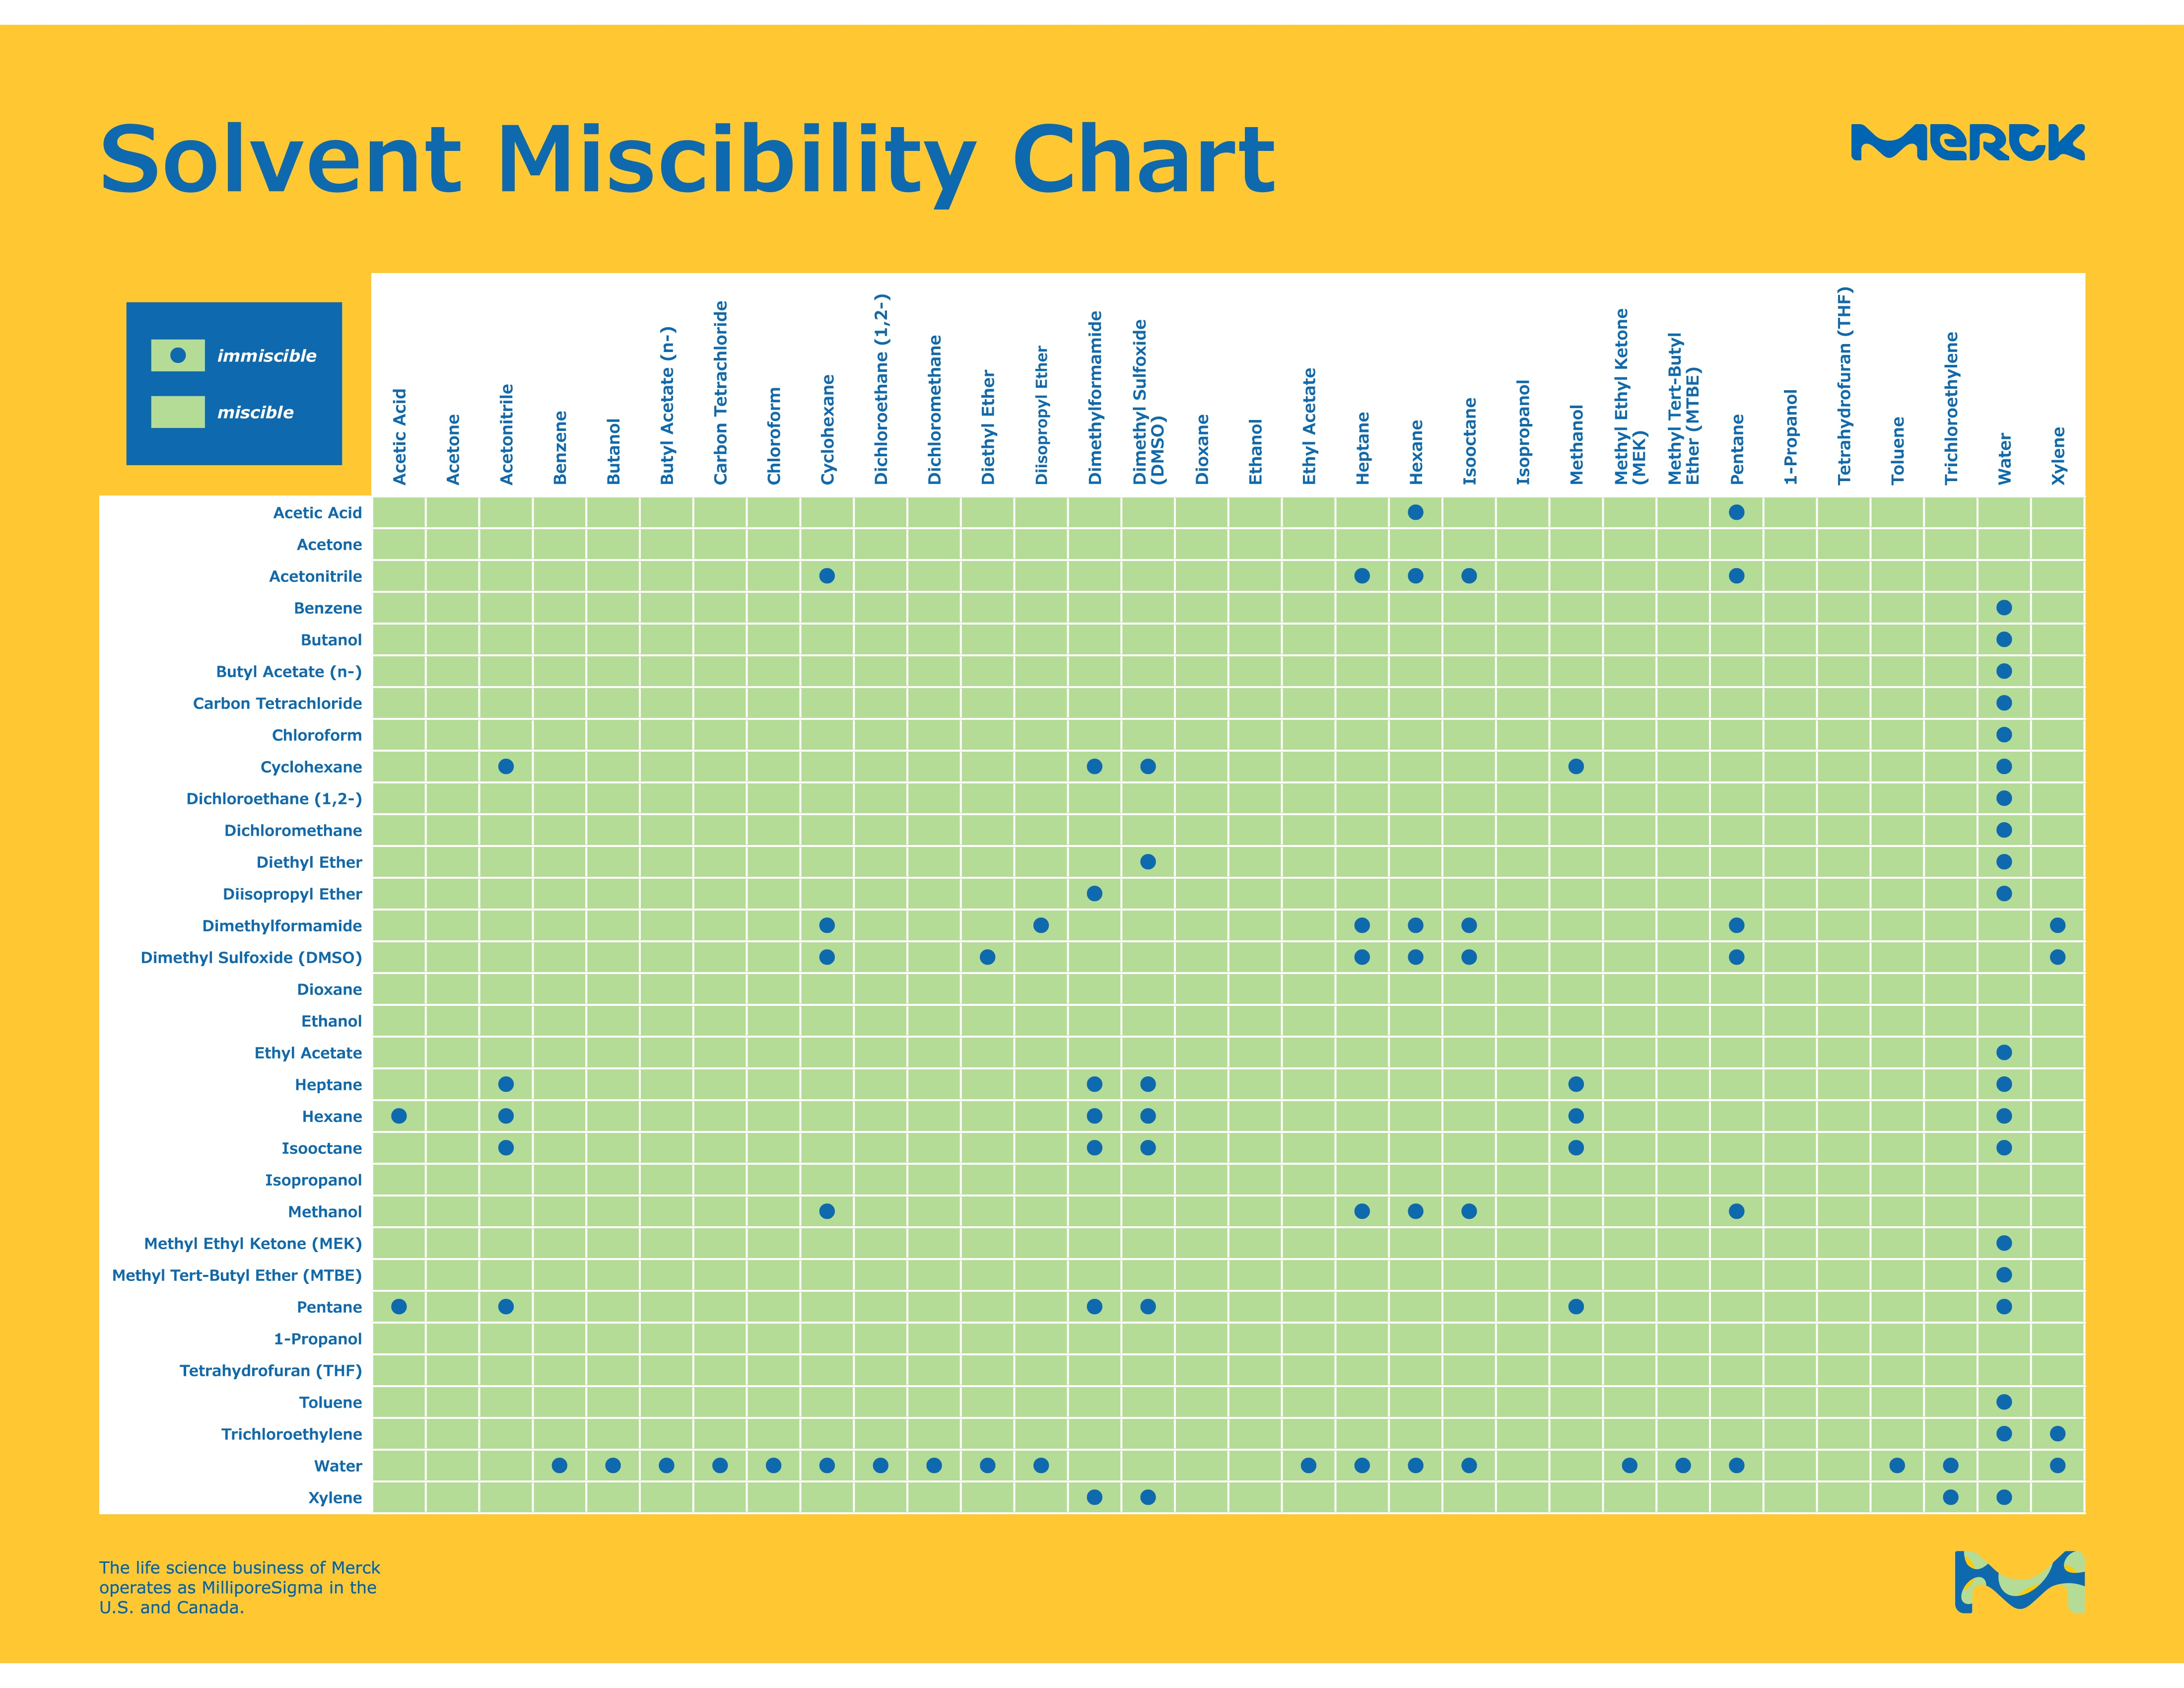 Solvent Miscibility Chart
MERCK
immiscible
miscible
Acetic Acid
Acetone
Acetonitrile
Benzene
Butanol
Butyl Acetate (n-)
Carbon Tetrachloride
Chloroform
Cyclohexane
Dichloroethane (1,2-)
Dichloromethane
Diethyl Ether
Diisopropyl Ether
Dimethylformamide
Dimethyl Sulfoxide
(DMSO)
Dioxane
Ethanol
Ethyl Acetate
Heptane
Hexane
Isooctane
Isopropanol
Methanol
Methyl Ethyl Ketone
(MEK)
Methyl Tert-Butyl
Ether (MTBE)
Pentane
1-Propanol
Tetrahydrofuran (THF)
Toluene
Trichloroethylene
Water
Xylene
Acetic Acid
Acetone
Acetonitrile
Benzene
Butanol
Butyl Acetate (n-)
Carbon Tetrachloride
Chloroform
Cyclohexane
Dichloroethane (1,2-)
Dichloromethane
Diethyl Ether
Diisopropyl Ether
Dimethylformamide
Dimethyl Sulfoxide (DMSO)
Dioxane
Ethanol
Ethyl Acetate
Heptane
Hexane
Isooctane
Isopropanol
Methanol
Methyl Ethyl Ketone (MEK)
Methyl Tert-Butyl Ether (MTBE)
Pentane
1-Propanol
Tetrahydrofuran (THF)
Toluene
Trichloroethylene
Water
Xylene
The life science business of Merck
operates as MilliporeSigma in the
U.S. and Canada.